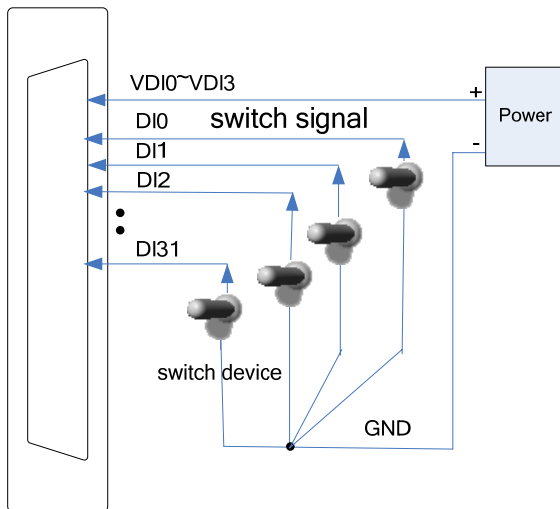 VDI0~VDI3
+
Power
DI0
switch signal
-
DI1
DI2
DI31
switch device
GND